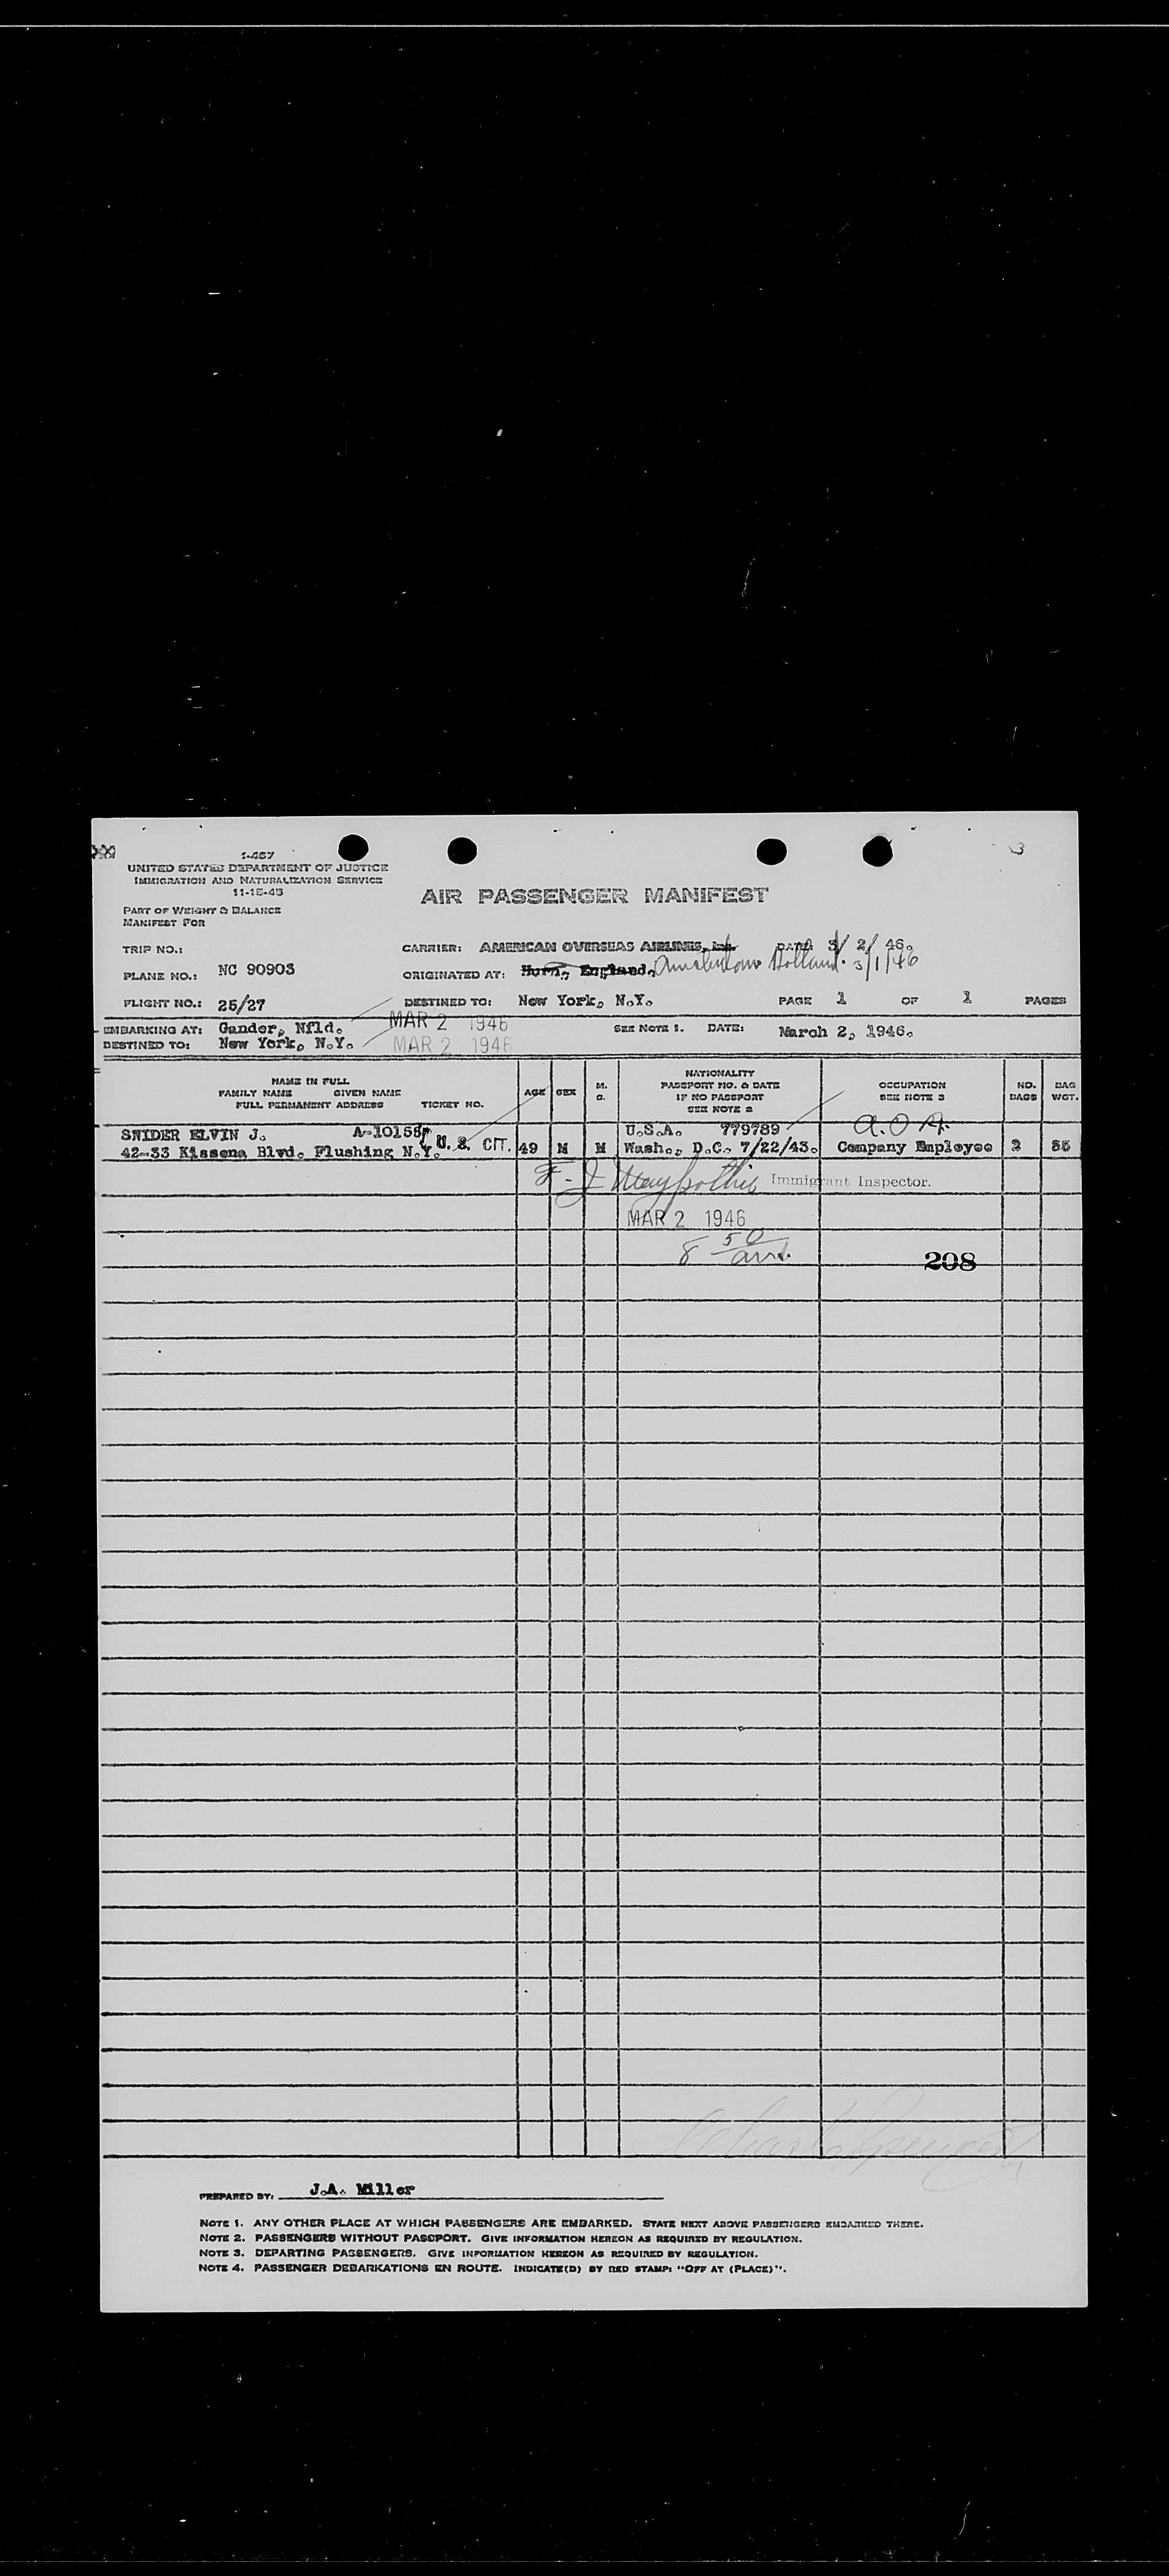 I-467
UNITED STATES DEPARTMENT OF JUSTICE
IMMIGRATION AND NATURALIZATION SERVICE
11-15-43
AIR PASSENGER MANIFEST
PART OF WEIGHT & BALANCE
MANIFEST FOR
TRIP NO.: CARRIER: AMERICAN OVERSEAS AIRLINES, Inc. DATE 3/ 2/ 46.
PLANE NO.: NC 90903 ORIGINATED AT: Hurn, England. Amsterdam Holland. 3/1/46
FLIGHT NO.: 25/27 DESTINED TO: New York, N.Y. PAGE 1 OF 1 PAGES
EMBARKING AT: Gander, Nfld. MAR 2 1946 SEE NOTE 1. DATE: March 2, 1946.
DESTINED TO: New York, N.Y. MAR 2 1946
NAME IN FULL
FAMILY NAME GIVEN NAME
FULL PERMANENT ADDRESS TICKET NO.
AGE
SEX
M.
S.
NATIONALITY
PASSPORT NO. & DATE
IF NO PASSPORT
SEE NOTE 2
OCCUPATION
SEE NOTE 3
NO.
BAGS
BAG
WGT.
SNIDER ELVIN J. U.S.A. 779789 A.O.A.
42-33 Kissena Blvd. Flushing N.Y. U. S. CIT. 49 M M Wash., D.C. 7/22/43. Company Employee 2 55
F. J. Immigrant Inspector.
MAR 2 1946
8 50 am.
208
PREPARED BY: J.A. Miller
NOTE 1. ANY OTHER PLACE AT WHICH PASSENGERS ARE EMBARKED. STATE NEXT ABOVE PASSENGERS EMBARKED THERE.
NOTE 2. PASSENGERS WITHOUT PASSPORT. GIVE INFORMATION HEREON AS REQUIRED BY REGULATION.
NOTE 3. DEPARTING PASSENGERS. GIVE INFORMATION HEREON AS REQUIRED BY REGULATION.
NOTE 4. PASSENGER DEBARKATIONS EN ROUTE. INDICATE(D) BY RED STAMP: "OFF AT (PLACE)".